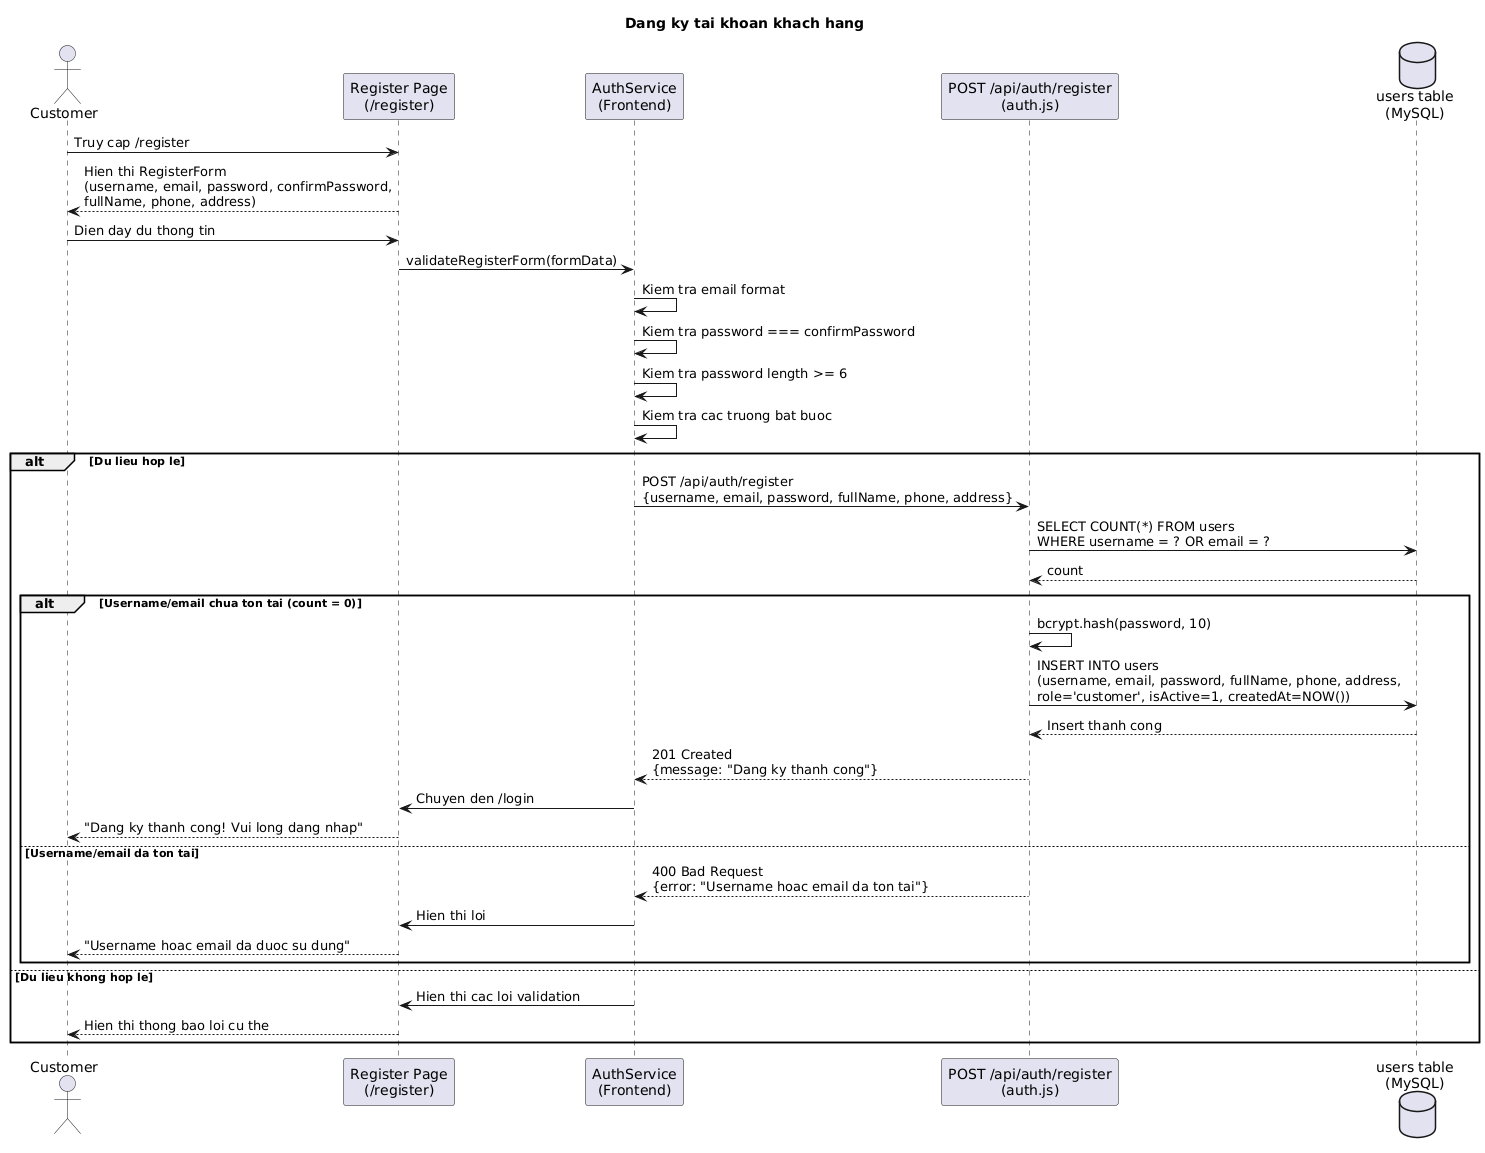 Dang ky tai khoan khach hang
Customer
Register Page
(/register)
AuthService
(Frontend)
POST /api/auth/register
(auth.js)
users table
(MySQL)
Truy cap /register
Hien thi RegisterForm
(username, email, password, confirmPassword,
fullName, phone, address)
Dien day du thong tin
validateRegisterForm(formData)
Kiem tra email format
Kiem tra password === confirmPassword
Kiem tra password length >= 6
Kiem tra cac truong bat buoc
alt [Du lieu hop le]
POST /api/auth/register
{username, email, password, fullName, phone, address}
SELECT COUNT(*) FROM users
WHERE username = ? OR email = ?
count
alt [Username/email chua ton tai (count = 0)]
bcrypt.hash(password, 10)
INSERT INTO users
(username, email, password, fullName, phone, address,
role='customer', isActive=1, createdAt=NOW())
Insert thanh cong
201 Created
{message: "Dang ky thanh cong"}
Chuyen den /login
"Dang ky thanh cong! Vui long dang nhap"
[Username/email da ton tai]
400 Bad Request
{error: "Username hoac email da ton tai"}
Hien thi loi
"Username hoac email da duoc su dung"
[Du lieu khong hop le]
Hien thi cac loi validation
Hien thi thong bao loi cu the
Customer
Register Page
(/register)
AuthService
(Frontend)
POST /api/auth/register
(auth.js)
users table
(MySQL)